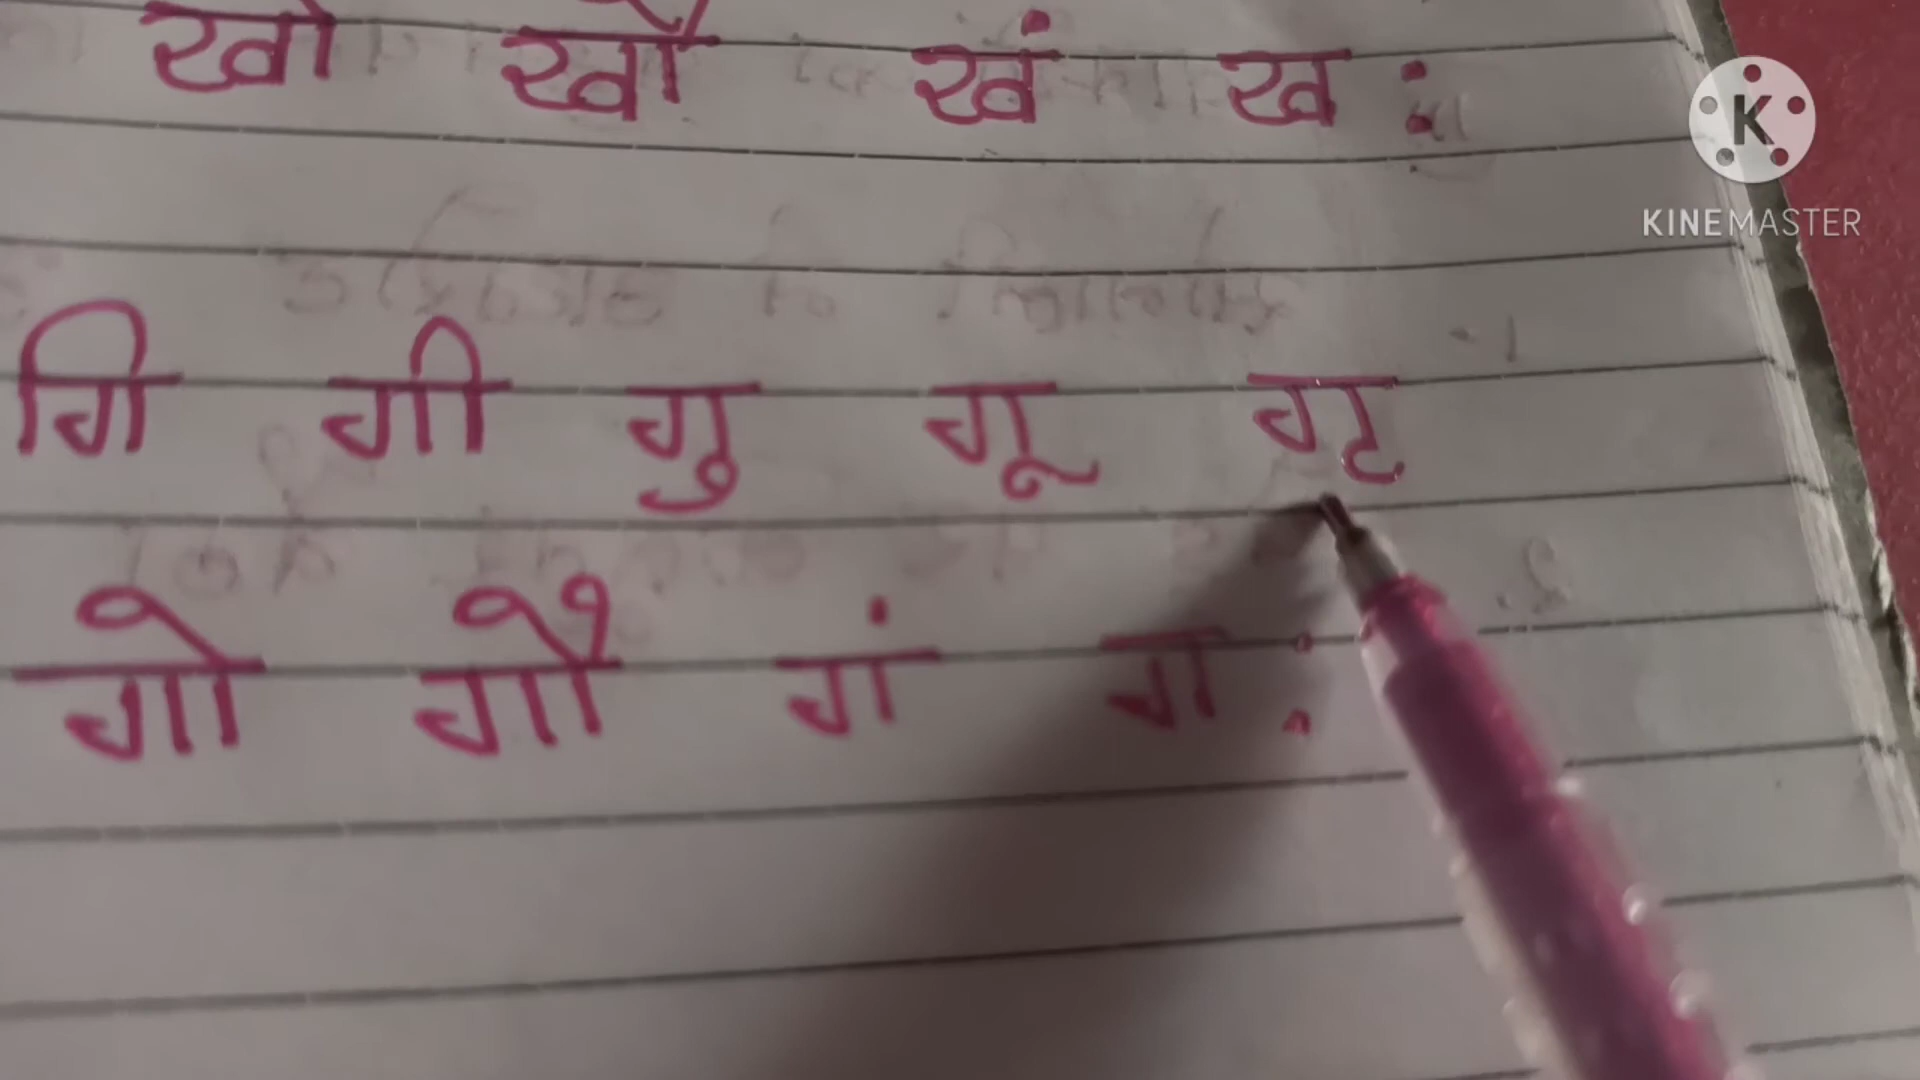 खो खौ खं ख:
गि गी गु गू गृ
गो गौ गं ग:
K
KINEMASTER